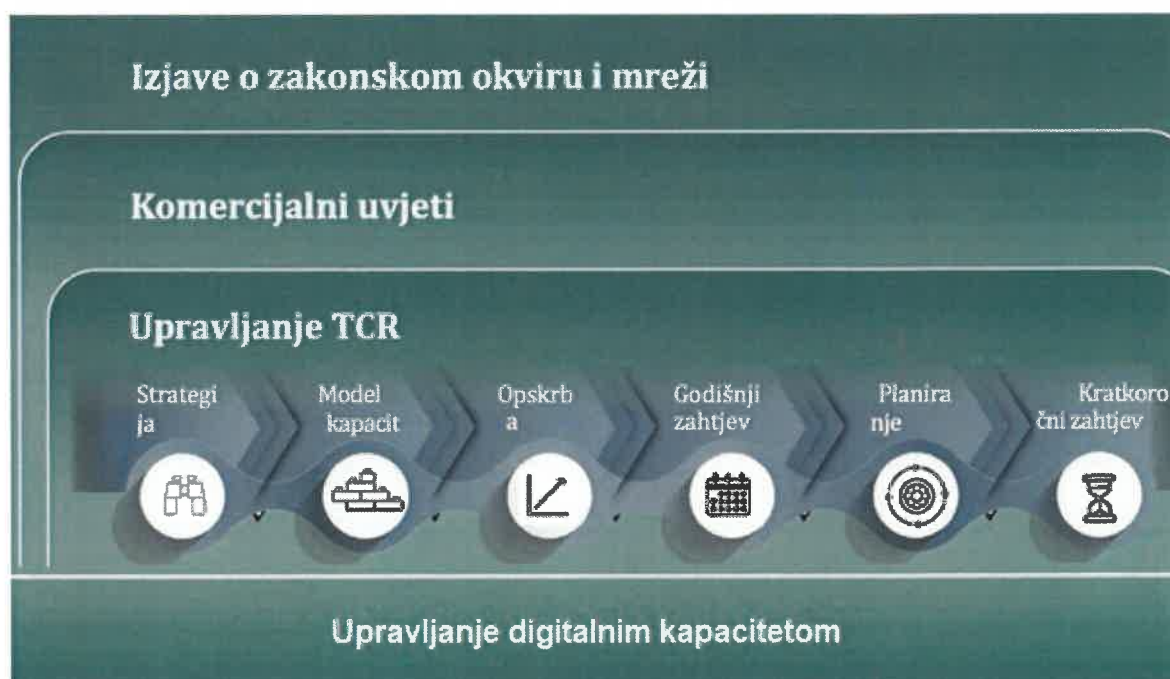 Izjave o zakonskom okviru i mreži
Komercijalni uvjeti
Upravljanje TCR
Strategi
ja
Model
kapacit
Opskrb
a
Godišnji
zahtjev
Planira
nje
Kratkoro
čni zahtjev
Upravljanje digitalnim kapacitetom